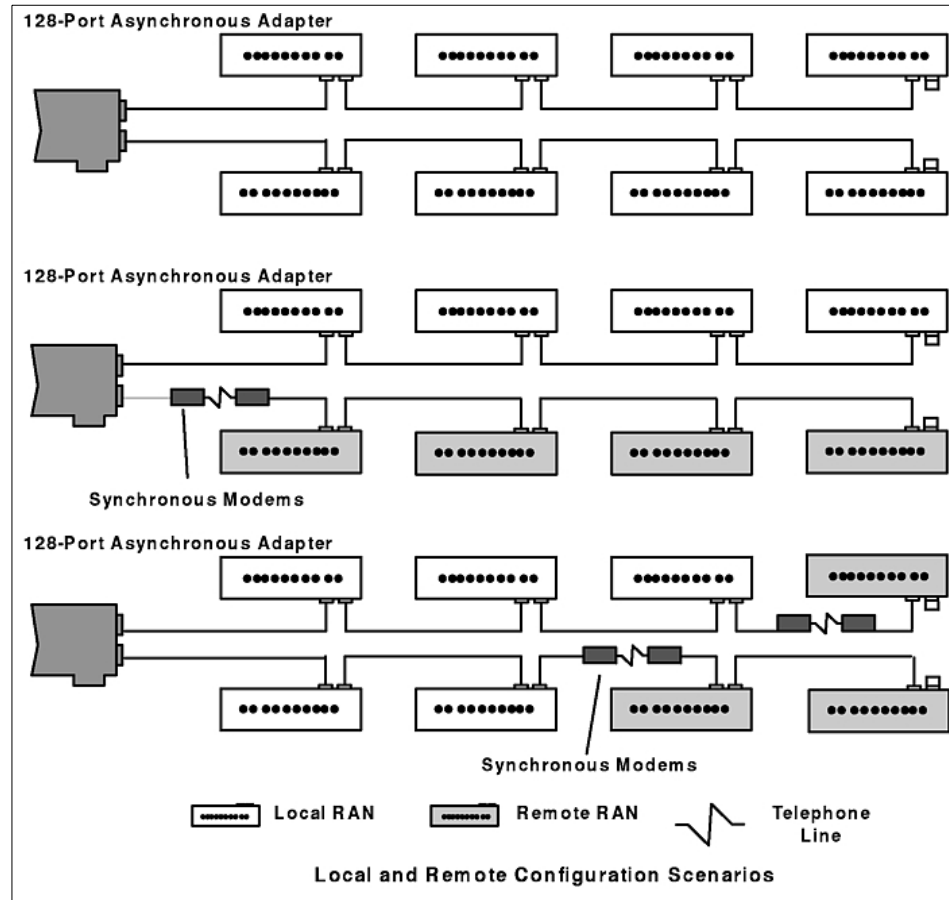 128-Port Asynchronous Adapter
128-Port Asynchronous Adapter
Synchronous Modems
128-Port Asynchronous Adapter
Synchronous Modems
Local RAN
Remote RAN
Telephone
Line
Local and Remote Configuration Scenarios